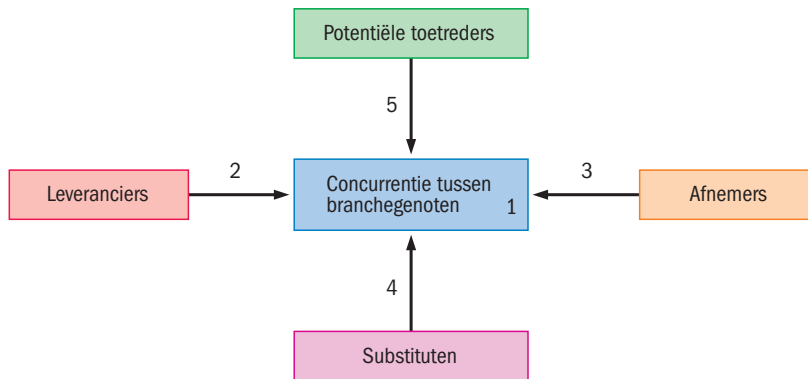 Potentiële toetreders
5
Leveranciers
2
Concurrentie tussen
branchegenoten 1
3
Afnemers
4
Substituten